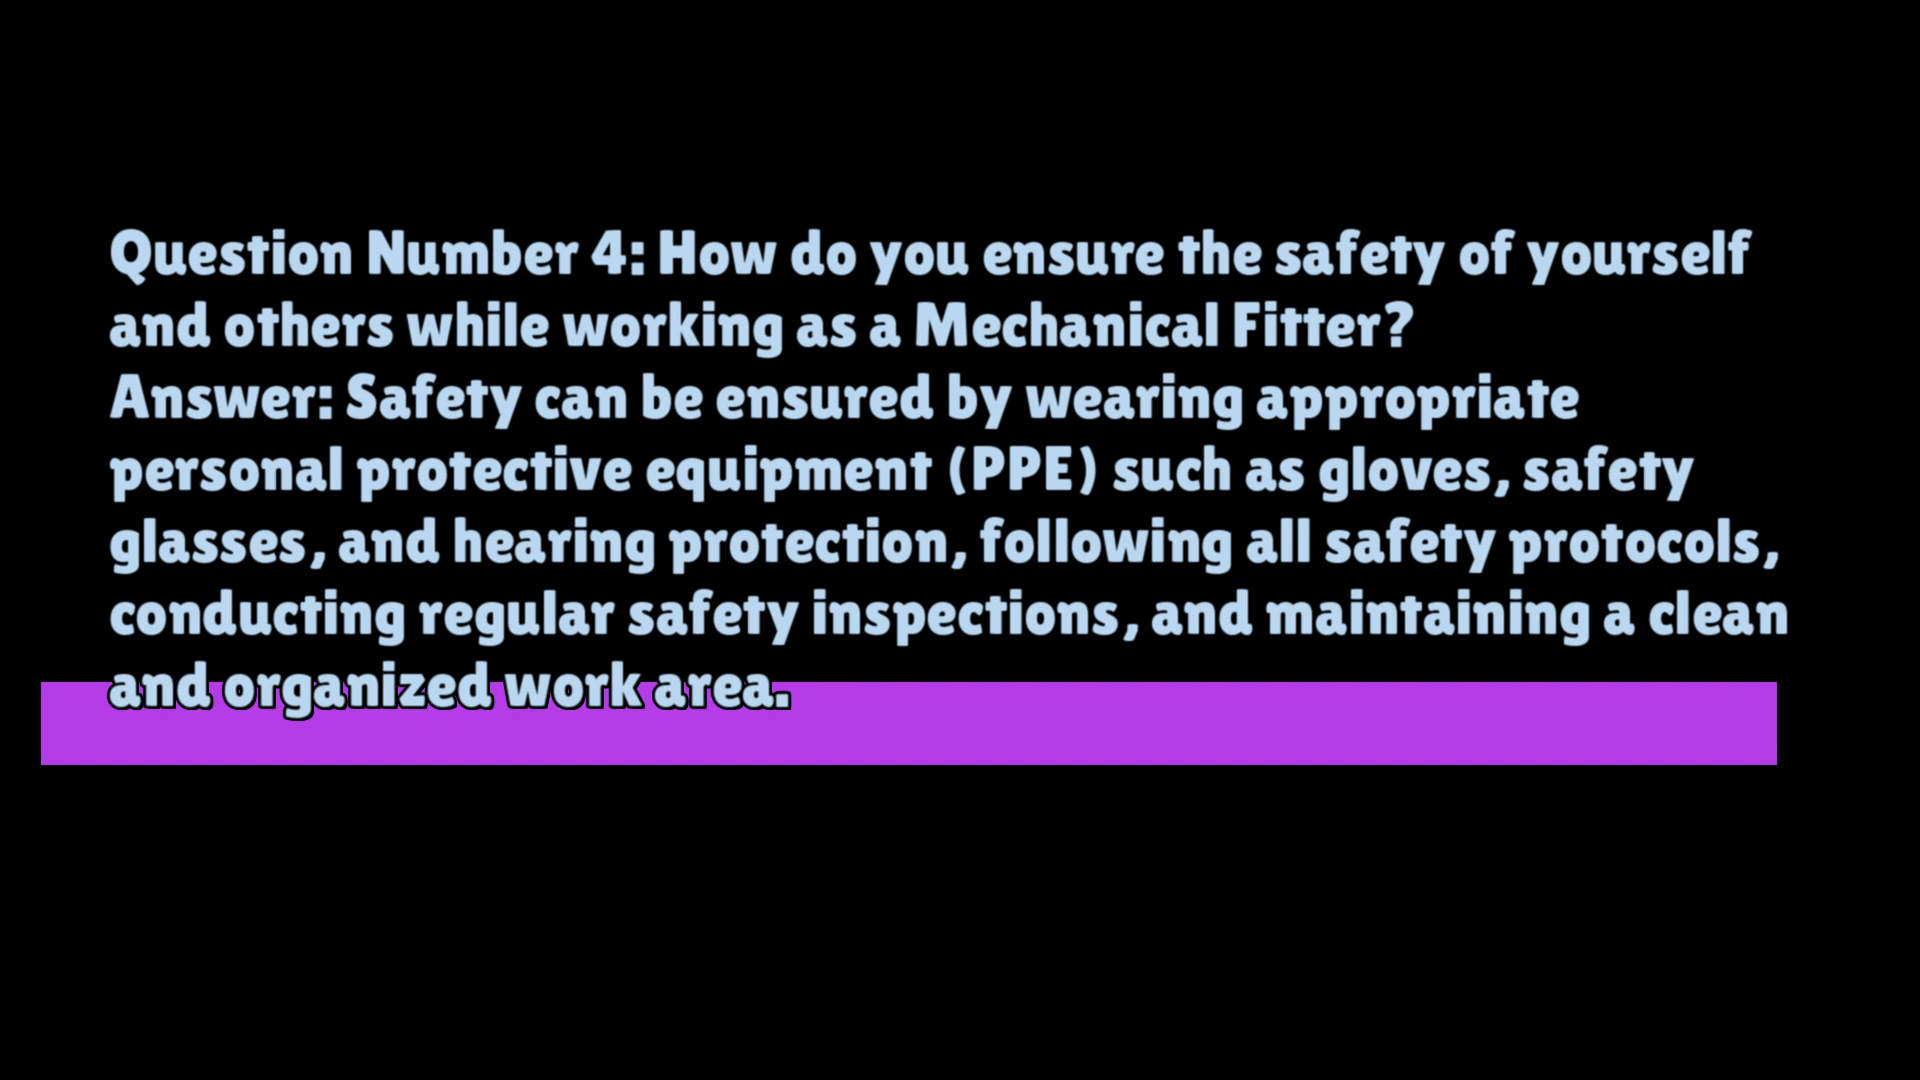 Question Number 4: How do you ensure the safety of yourself
and others while working as a Mechanical Fitter?
Answer: Safety can be ensured by wearing appropriate
personal protective equipment (PPE) such as gloves, safety
glasses, and hearing protection, following all safety protocols,
conducting regular safety inspections, and maintaining a clean
and organized work area.